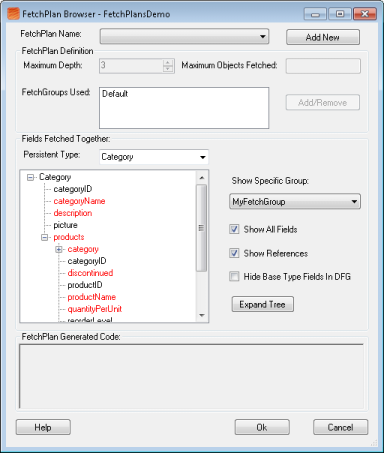 FetchPlan Browser - FetchPlansDemo
FetchPlan Name:
Add New
FetchPlan Definition
Maximum Depth:
3
Maximum Objects Fetched:
FetchGroups Used:
Default
Add/Remove
Fields Fetched Together:
Persistent Type:
Category
Category
categoryID
categoryName
description
picture
products
category
categoryID
discontinued
productID
productName
quantityPerUnit
reorderLevel
Show Specific Group:
MyFetchGroup
Show All Fields
Show References
Hide Base Type Fields In DFG
Expand Tree
FetchPlan Generated Code:
Help
Ok
Cancel